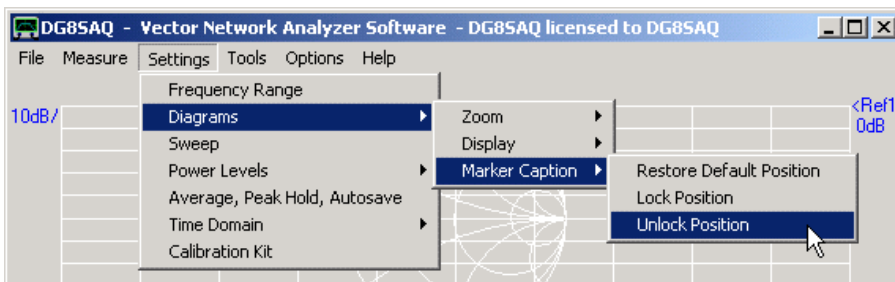 DG8SAQ - Vector Network Analyzer Software - DG8SAQ licensed to DG8SAQ
File Measure Settings Tools Options Help
Frequency Range
10dB/
Diagrams
Sweep
Power Levels
Average, Peak Hold, Autosave
Time Domain
Calibration Kit
Zoom
Display
Marker Caption
Restore Default Position
Lock Position
Unlock Position
<Ref1
0dB